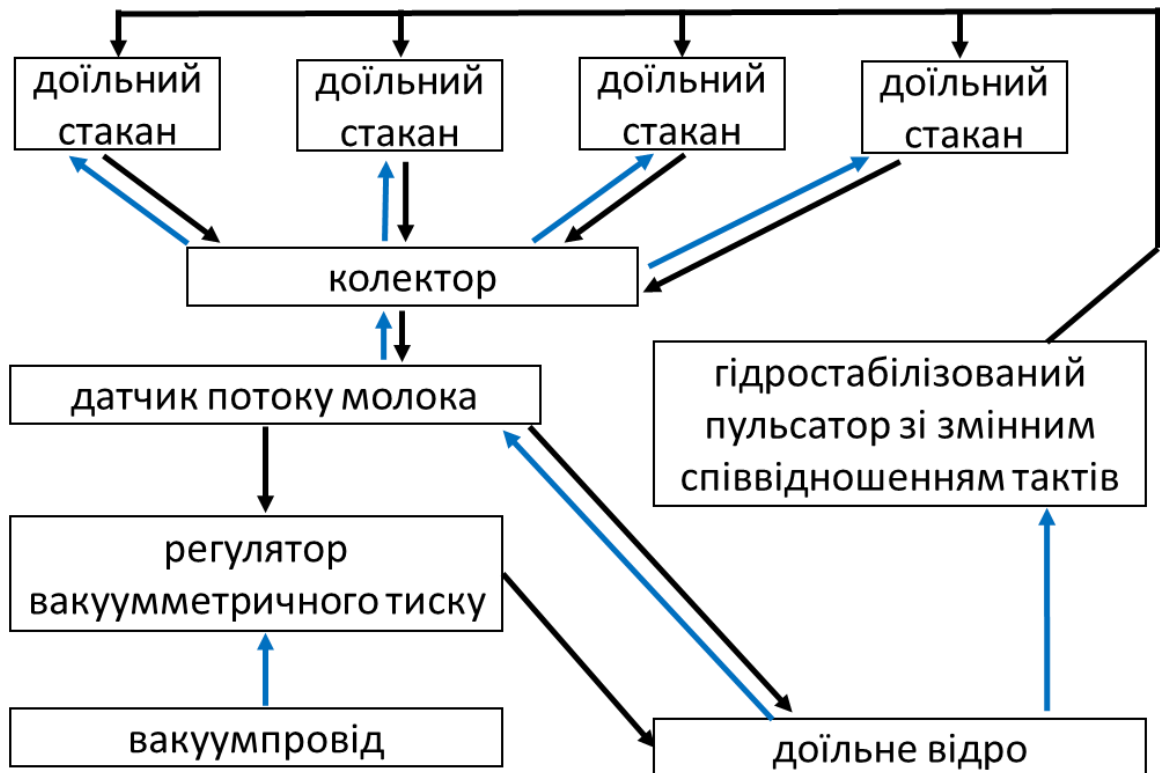 доїльний
стакан
доїльний
стакан
доїльний
стакан
доїльний
стакан
колектор
датчик потоку молока
гідростабілізований
пульсатор зі змінним
співвідношенням тактів
регулятор
вакуумметричного тиску
вакуумпровід
доїльне відро